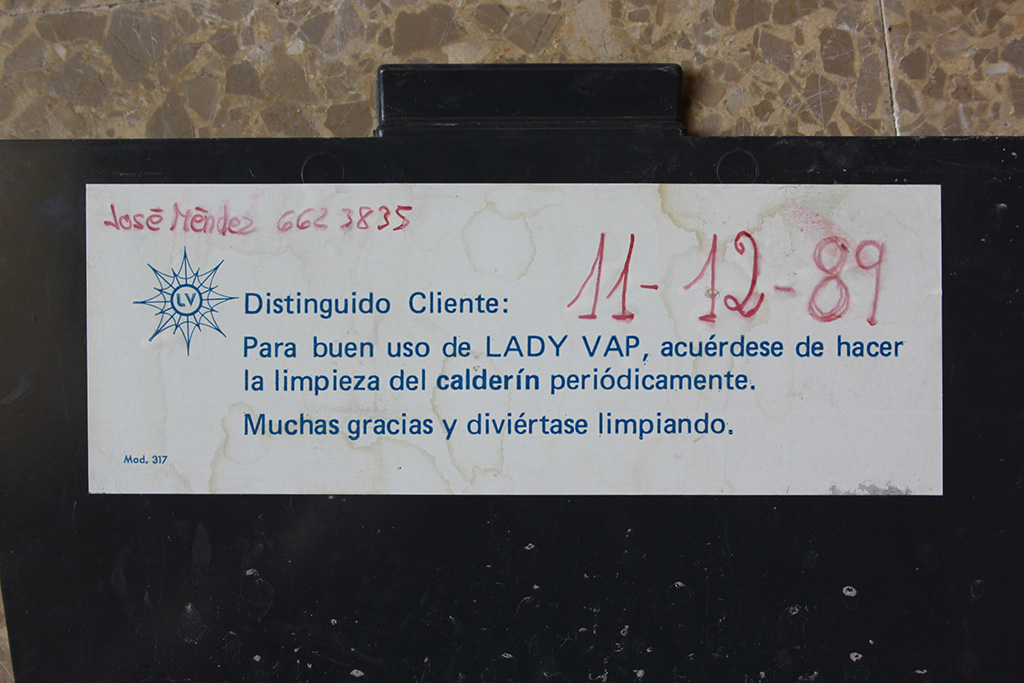 José Méndez 662 3835
11-12-89
LV
Distinguido Cliente:
Para buen uso de LADY VAP, acuérdese de hacer
la limpieza del calderín periódicamente.
Muchas gracias y diviértase limpiando.
Mod. 317